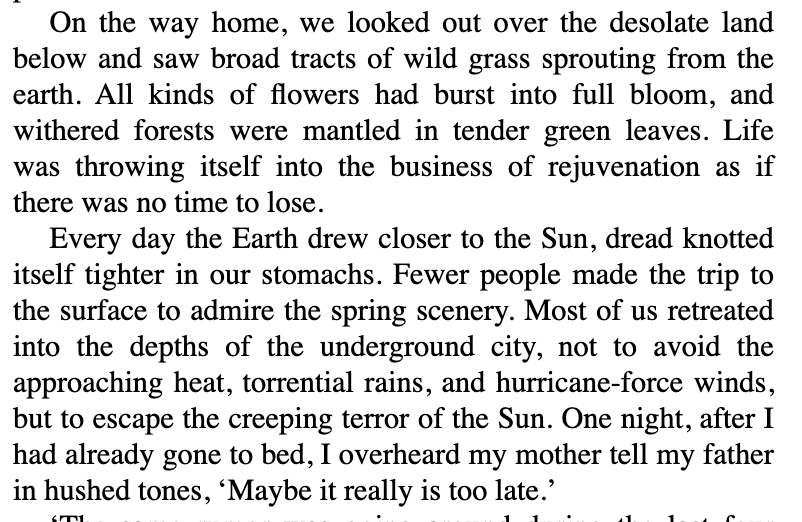 On the way home, we looked out over the desolate land
below and saw broad tracts of wild grass sprouting from the
earth. All kinds of flowers had burst into full bloom, and
withered forests were mantled in tender green leaves. Life
was throwing itself into the business of rejuvenation as if
there was no time to lose.
Every day the Earth drew closer to the Sun, dread knotted
itself tighter in our stomachs. Fewer people made the trip to
the surface to admire the spring scenery. Most of us retreated
into the depths of the underground city, not to avoid the
approaching heat, torrential rains, and hurricane-force winds,
but to escape the creeping terror of the Sun. One night, after I
had already gone to bed, I overheard my mother tell my father
in hushed tones, ‘Maybe it really is too late.’